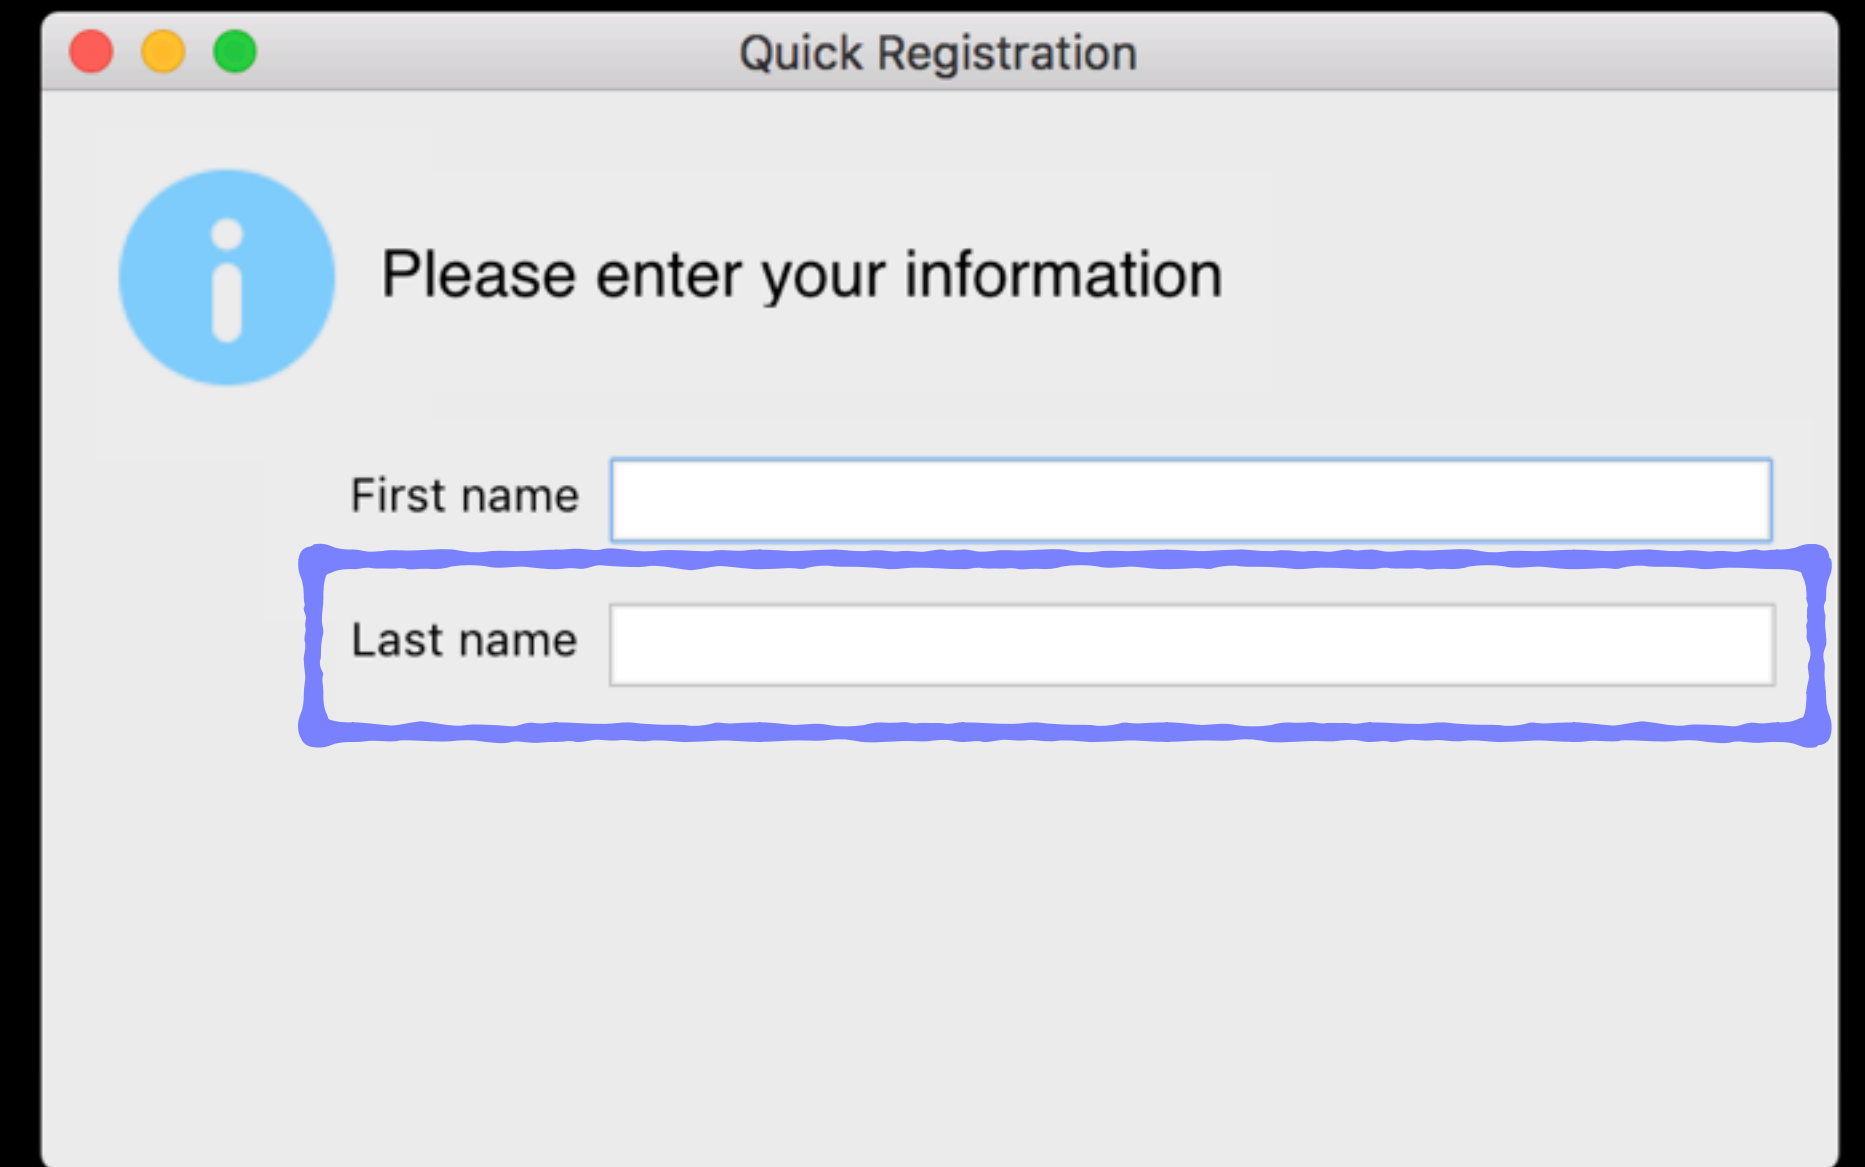 Quick Registration
Please enter your information
First name
Last name